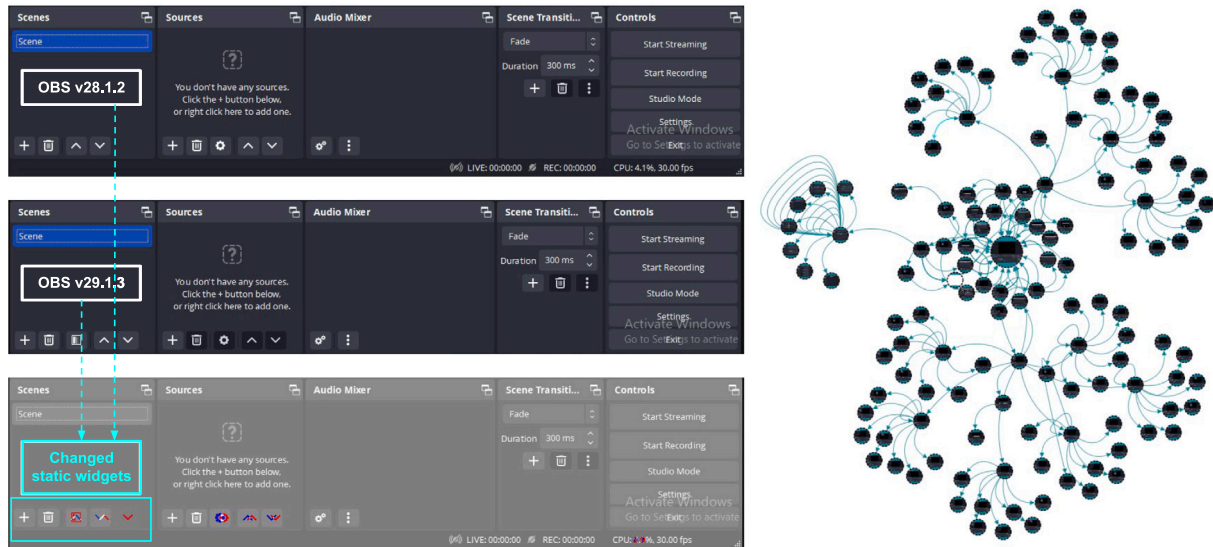 Scenes
Sources
Audio Mixer
Scene Transiti...
Controls
Scene
You don't have any sources.
Click the + button below,
or right click here to add one.
Fade
Duration 300 ms
Start Streaming
Start Recording
Studio Mode
Settings
Exit
Activate Windows
Go to Settings to activate
OBS v28.1.2
LIVE: 00:00:00 REC: 00:00:00 CPU: 4.1%, 30.00 fps
Scenes
Sources
Audio Mixer
Scene Transiti...
Controls
Scene
You don't have any sources.
Click the + button below,
or right click here to add one.
Fade
Duration 300 ms
Start Streaming
Start Recording
Studio Mode
Settings
Exit
Activate Windows
Go to Settings to activate
OBS v29.1.3
Scenes
Sources
Audio Mixer
Scene Transiti...
Controls
Scene
You don't have any sources.
Click the + button below,
or right click here to add one.
Fade
Duration 300 ms
Start Streaming
Start Recording
Studio Mode
Settings
Exit
Activate Windows
Go to Settings to activate
Changed
static widgets
LIVE: 00:00:00 REC: 00:00:00 CPU: %, 30.00 fps